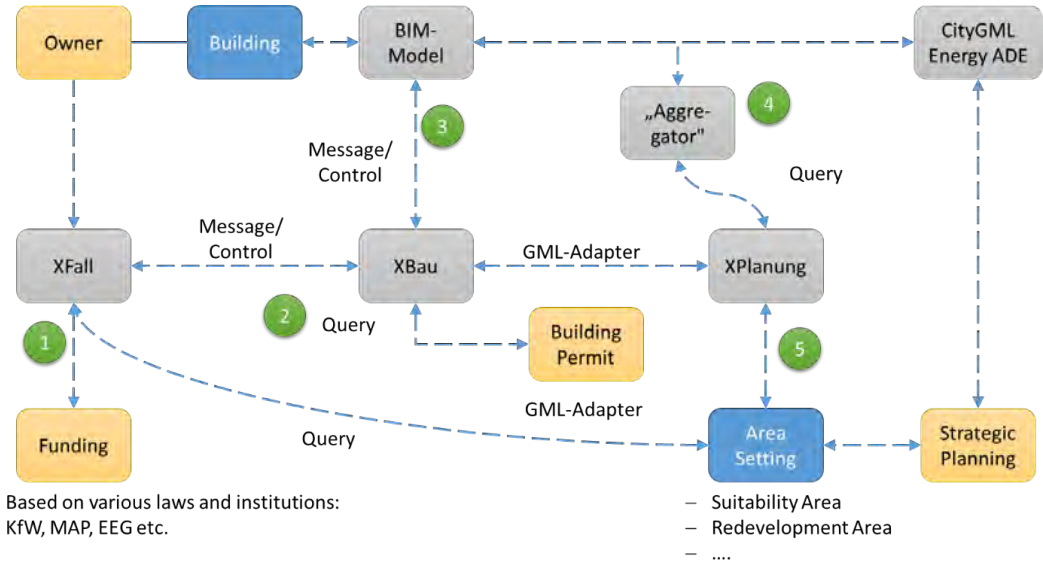 Owner
Building
BIM-
Model
CityGML
Energy ADE
„Aggre-
gator"
4
3
Message/
Control
Query
Message/
Control
XFall
XBau
GML-Adapter
XPlanung
2
Query
1
Building
Permit
5
GML-Adapter
Query
Funding
Area
Setting
Strategic
Planning
Based on various laws and institutions:
KfW, MAP, EEG etc.
– Suitability Area
– Redevelopment Area
– ....